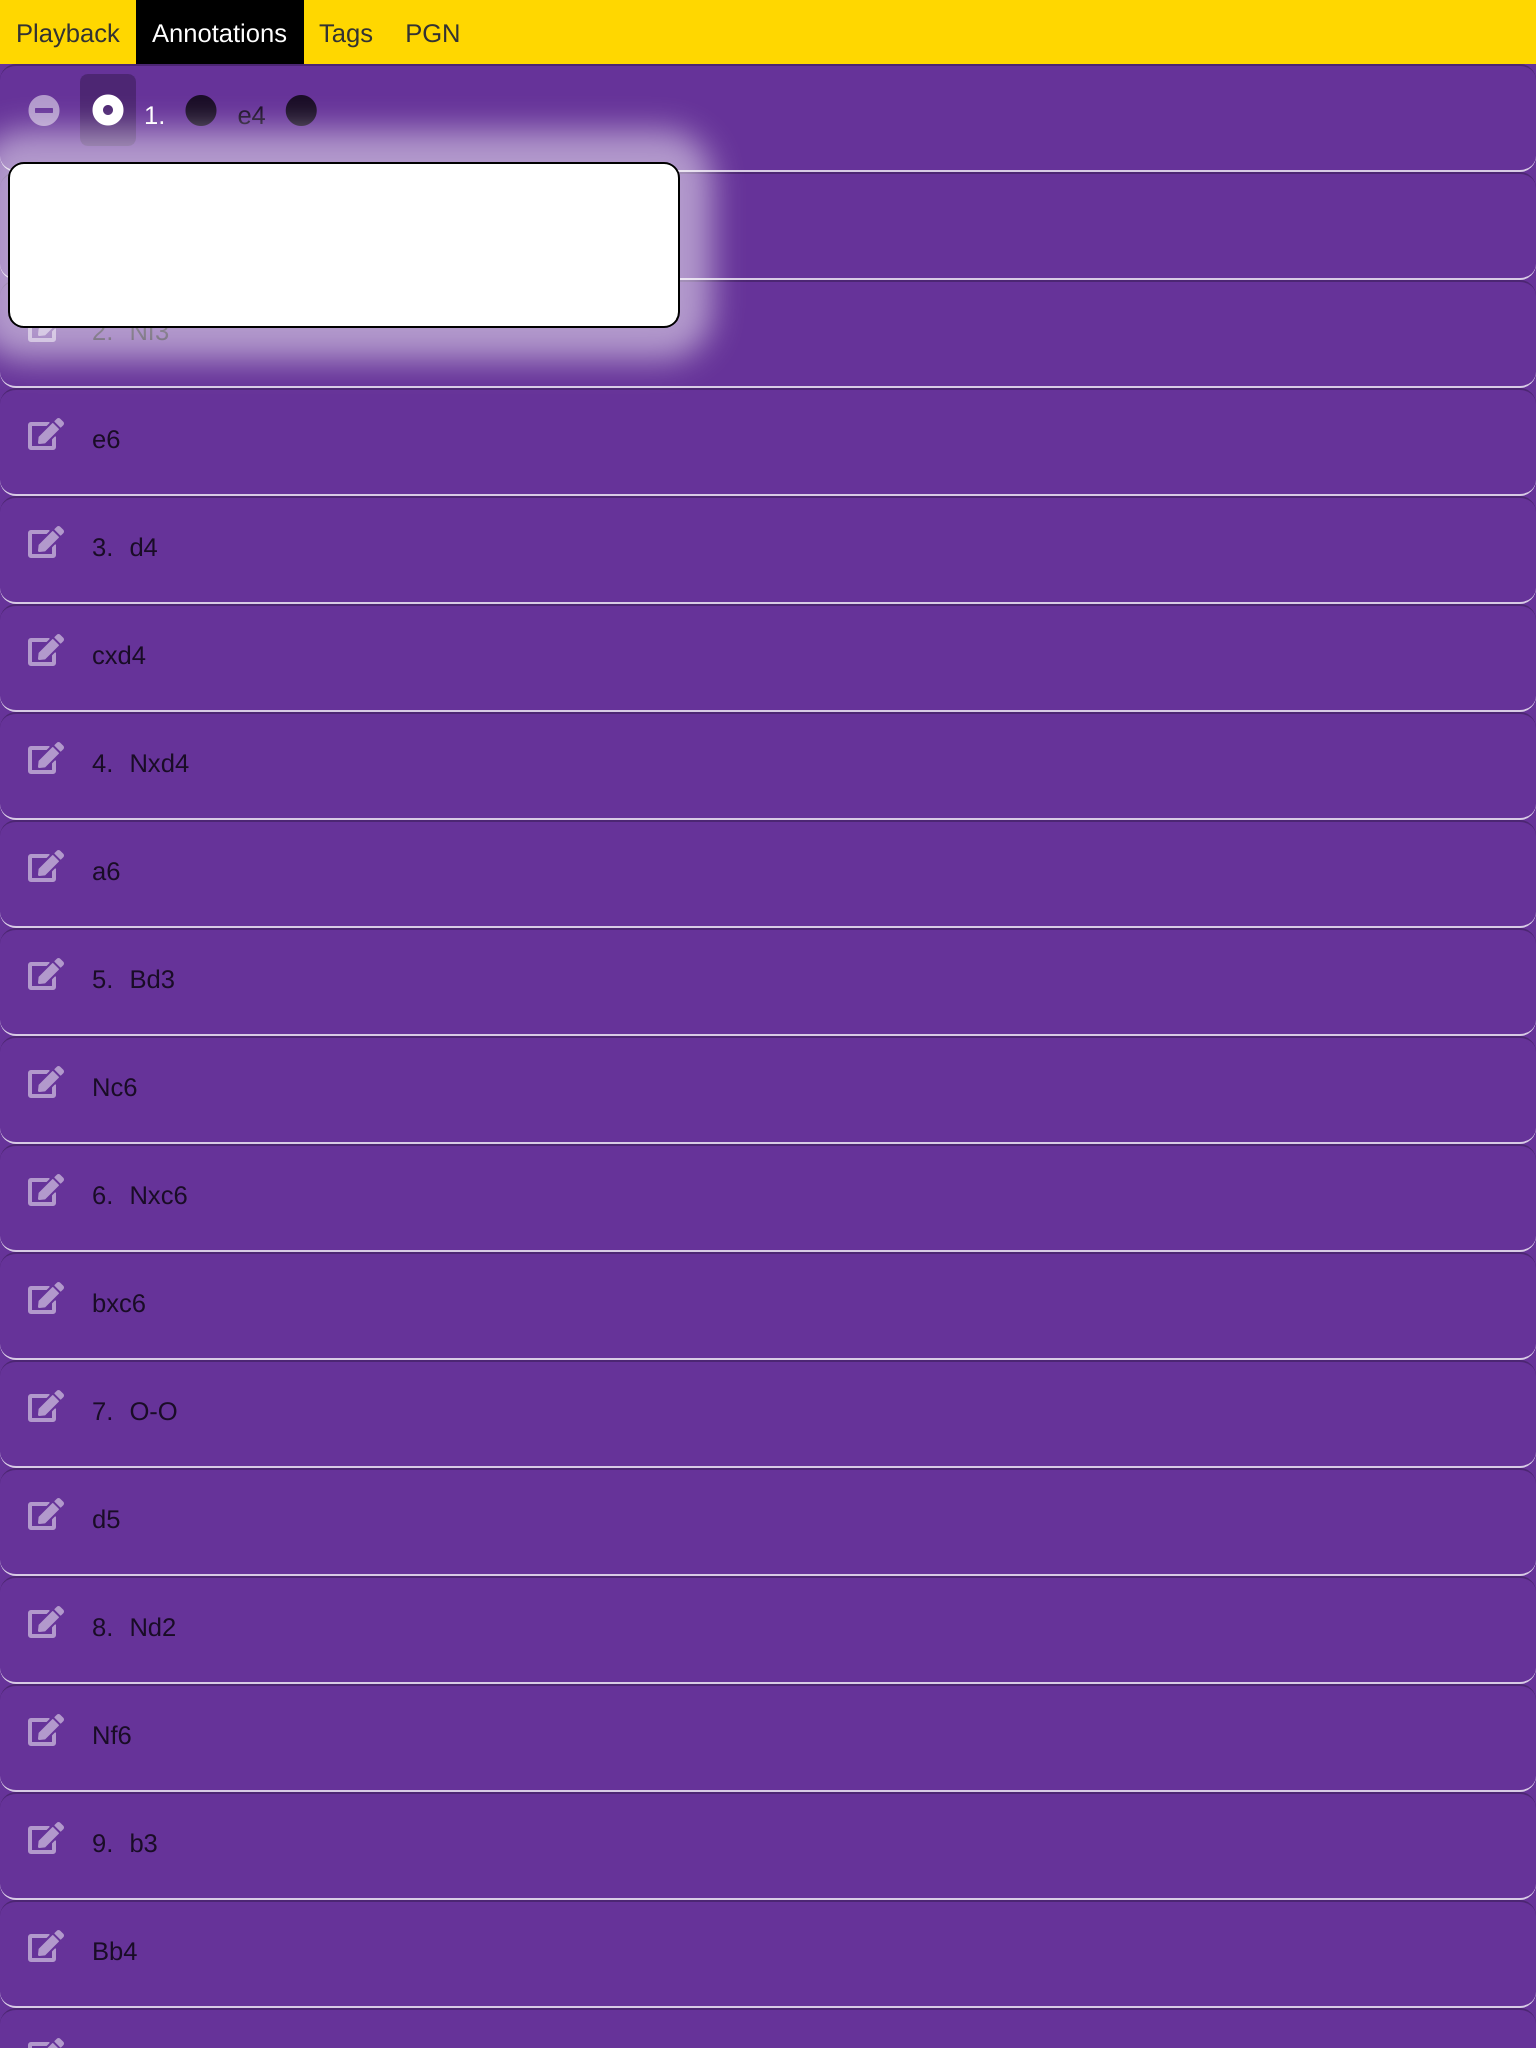 Playback Annotations Tags PGN
1. e4
2. Nf3
e6
3. d4
cxd4
4. Nxd4
a6
5. Bd3
Nc6
6. Nxc6
bxc6
7. O-O
d5
8. Nd2
Nf6
9. b3
Bb4